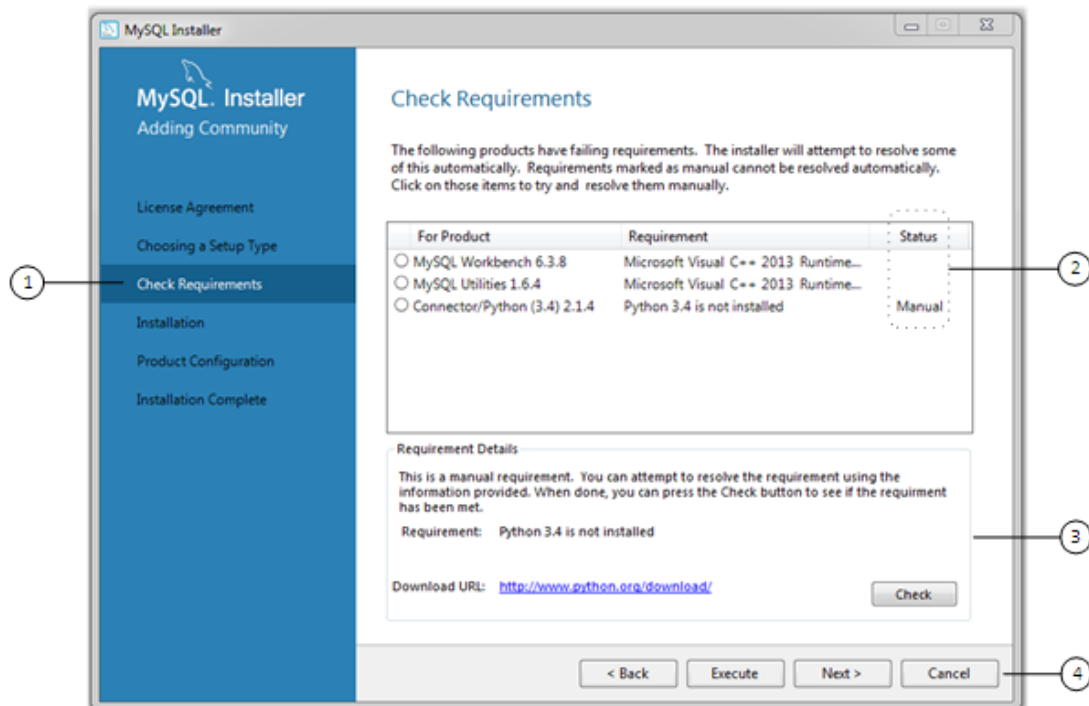 MySQL Installer
MySQL. Installer
Adding Community
License Agreement
Choosing a Setup Type
Check Requirements
Installation
Product Configuration
Installation Complete
Check Requirements
The following products have failing requirements. The installer will attempt to resolve some
of this automatically. Requirements marked as manual cannot be resolved automatically.
Click on those items to try and resolve them manually.
For Product Requirement Status
MySQL Workbench 6.3.8 Microsoft Visual C++ 2013 Runtime...
MySQL Utilities 1.6.4 Microsoft Visual C++ 2013 Runtime...
Connector/Python (3.4) 2.1.4 Python 3.4 is not installed Manual
Requirement Details
This is a manual requirement. You can attempt to resolve the requirement using the
information provided. When done, you can press the Check button to see if the requirment
has been met.
Requirement: Python 3.4 is not installed
Download URL: http://www.python.org/download/
Check
< Back Execute Next > Cancel
1
2
3
4